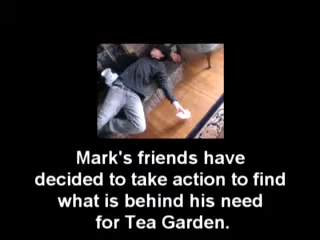 Mark's friends have
decided to take action to find
what is behind his need
for Tea Garden.